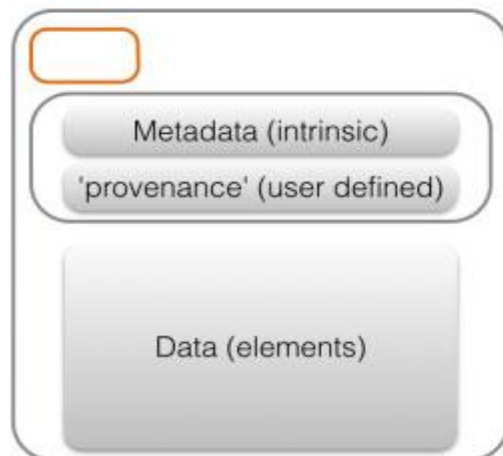 Metadata (intrinsic)
'provenance' (user defined)
Data (elements)